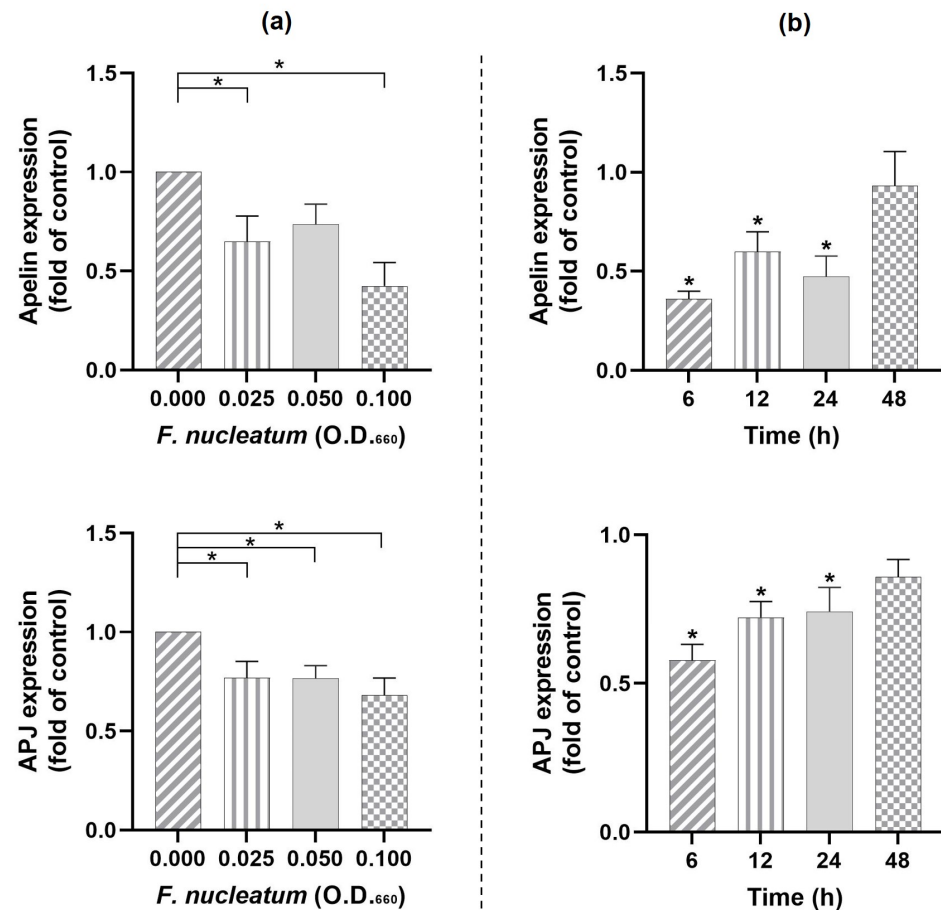 (a)
Apelin expression
(fold of control)
1.5
1.0
0.5
0.0
*
*
0.000 0.025 0.050 0.100
F. nucleatum (O.D.₆₆₀)
APJ expression
(fold of control)
1.5
1.0
0.5
0.0
*
*
*
0.000 0.025 0.050 0.100
F. nucleatum (O.D.₆₆₀)
(b)
Apelin expression
(fold of control)
1.5
1.0
0.5
0.0
* * *
6 12 24 48
Time (h)
APJ expression
(fold of control)
1.0
0.5
0.0
* * *
6 12 24 48
Time (h)